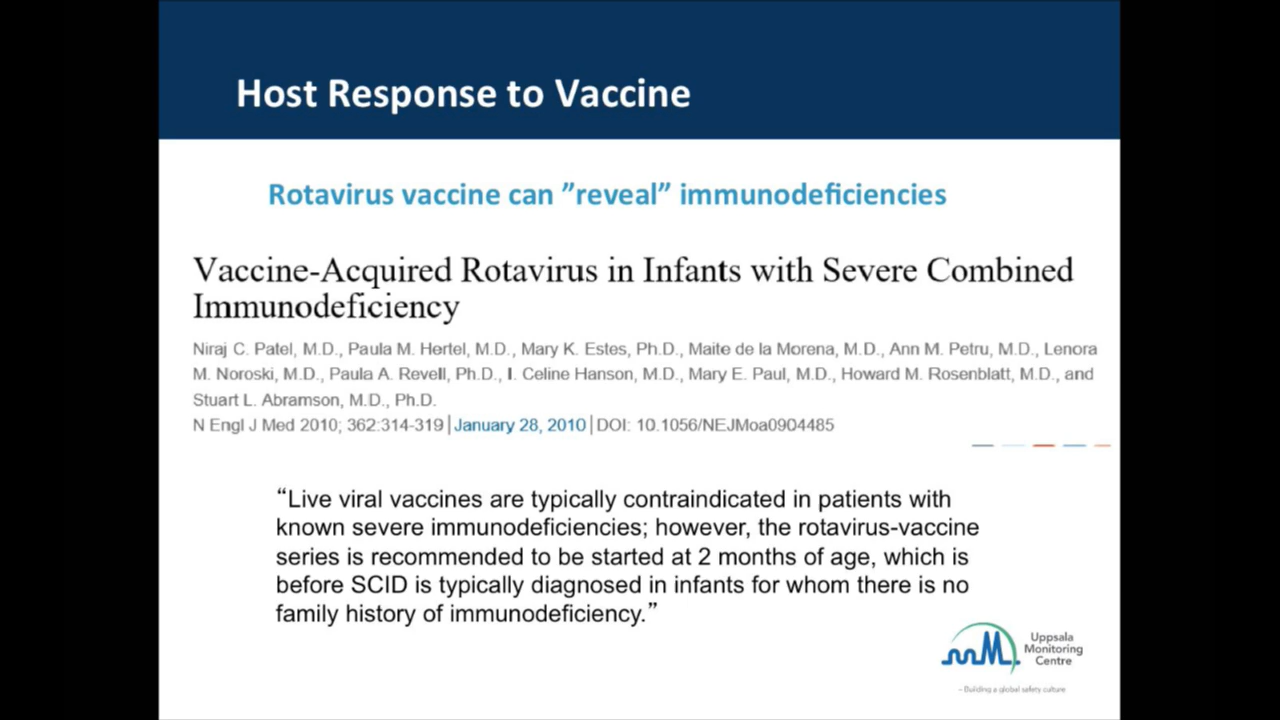 Host Response to Vaccine
Rotavirus vaccine can ”reveal” immunodeficiencies
Vaccine-Acquired Rotavirus in Infants with Severe Combined
Immunodeficiency
Niraj C. Patel, M.D., Paula M. Hertel, M.D., Mary K. Estes, Ph.D., Maite de la Morena, M.D., Ann M. Petru, M.D., Lenora
M. Noroski, M.D., Paula A. Revell, Ph.D., I. Celine Hanson, M.D., Mary E. Paul, M.D., Howard M. Rosenblatt, M.D., and
Stuart L. Abramson, M.D., Ph.D.
N Engl J Med 2010; 362:314-319 | January 28, 2010 | DOI: 10.1056/NEJMoa0904485
“Live viral vaccines are typically contraindicated in patients with
known severe immunodeficiencies; however, the rotavirus-vaccine
series is recommended to be started at 2 months of age, which is
before SCID is typically diagnosed in infants for whom there is no
family history of immunodeficiency.”
Uppsala
Monitoring
Centre
– Building a global safety culture